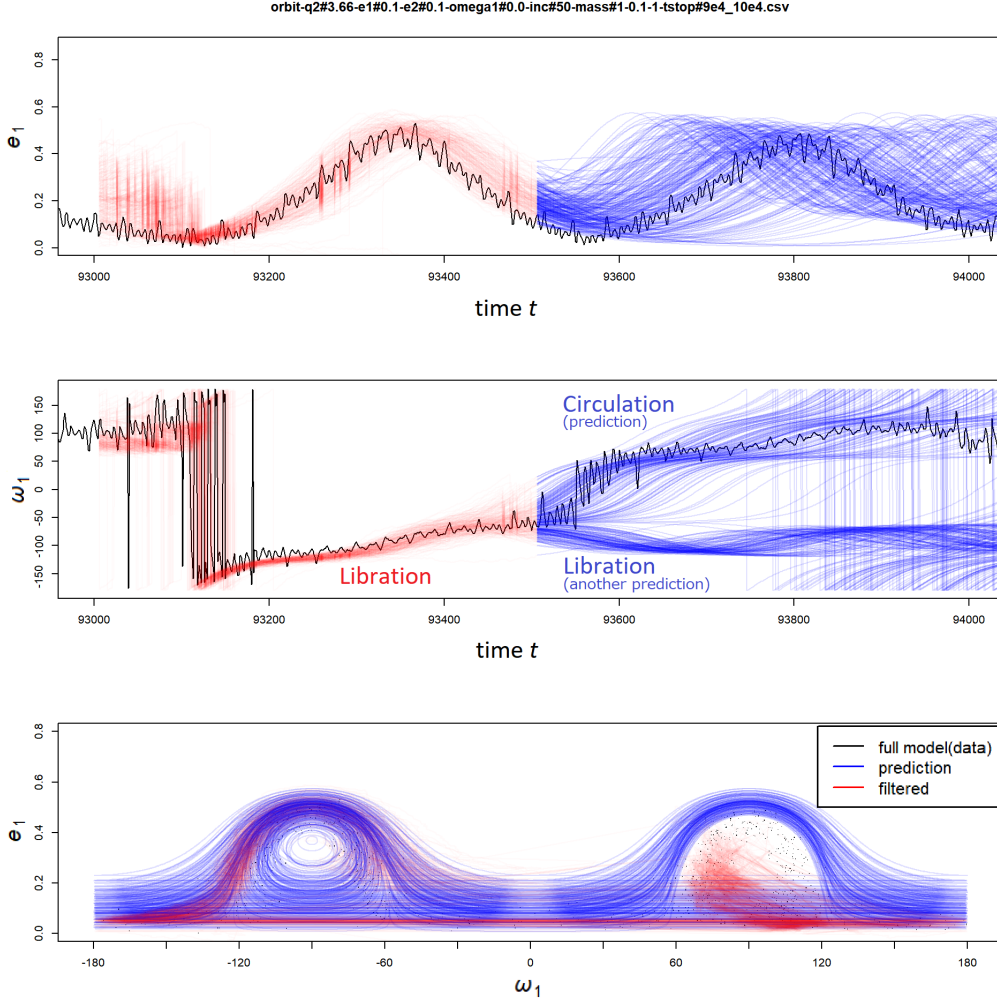 orbit-q2#3.66-e1#0.1-e2#0.1-omega1#0.0-inc#50-mass#1-0.1-1-tstop#9e4_10e4.csv
0.8
0.6
0.4
0.2
0.0
e1
93000 93200 93400 93600 93800 94000
time t
150
100
50
0
-50
-100
-150
ω1
Circulation
(prediction)
Libration
Libration
(another prediction)
93000 93200 93400 93600 93800 94000
time t
0.8
0.6
0.4
0.2
0.0
e1
full model(data)
prediction
filtered
-180 -120 -60 0 60 120 180
ω1